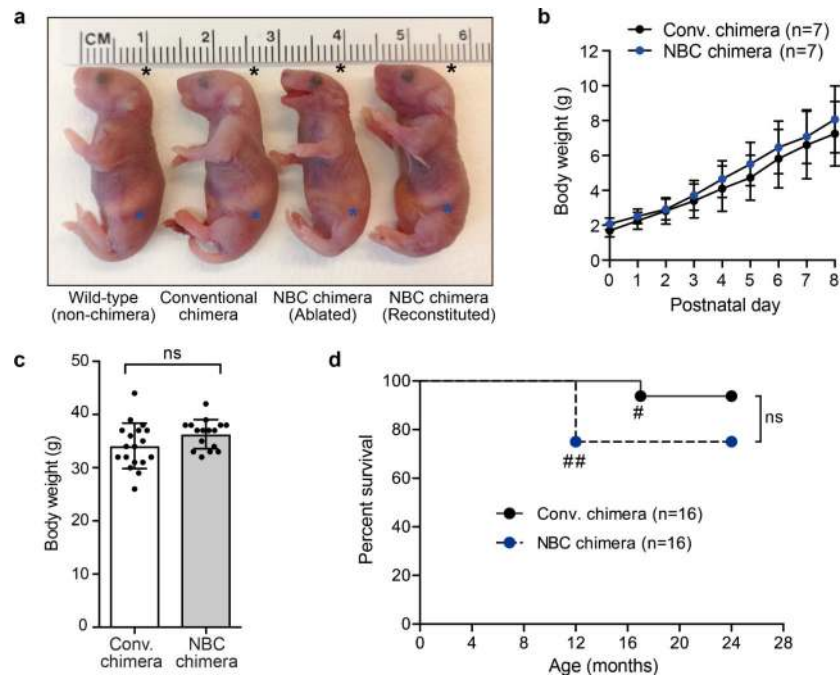 a
CM 1 2 3 4 5 6
* * * *
* * * *
Wild-type
(non-chimera)
Conventional
chimera
NBC chimera
(Ablated)
NBC chimera
(Reconstituted)
b
Conv. chimera (n=7)
NBC chimera (n=7)
Body weight (g)
12
10
8
6
4
2
0
0 1 2 3 4 5 6 7 8
Postnatal day
c
ns
Body weight (g)
50
40
30
20
10
0
Conv.
chimera
NBC
chimera
d
Percent survival
100
80
60
40
20
0
#
##
ns
Conv. chimera (n=16)
NBC chimera (n=16)
0 4 8 12 16 20 24 28
Age (months)